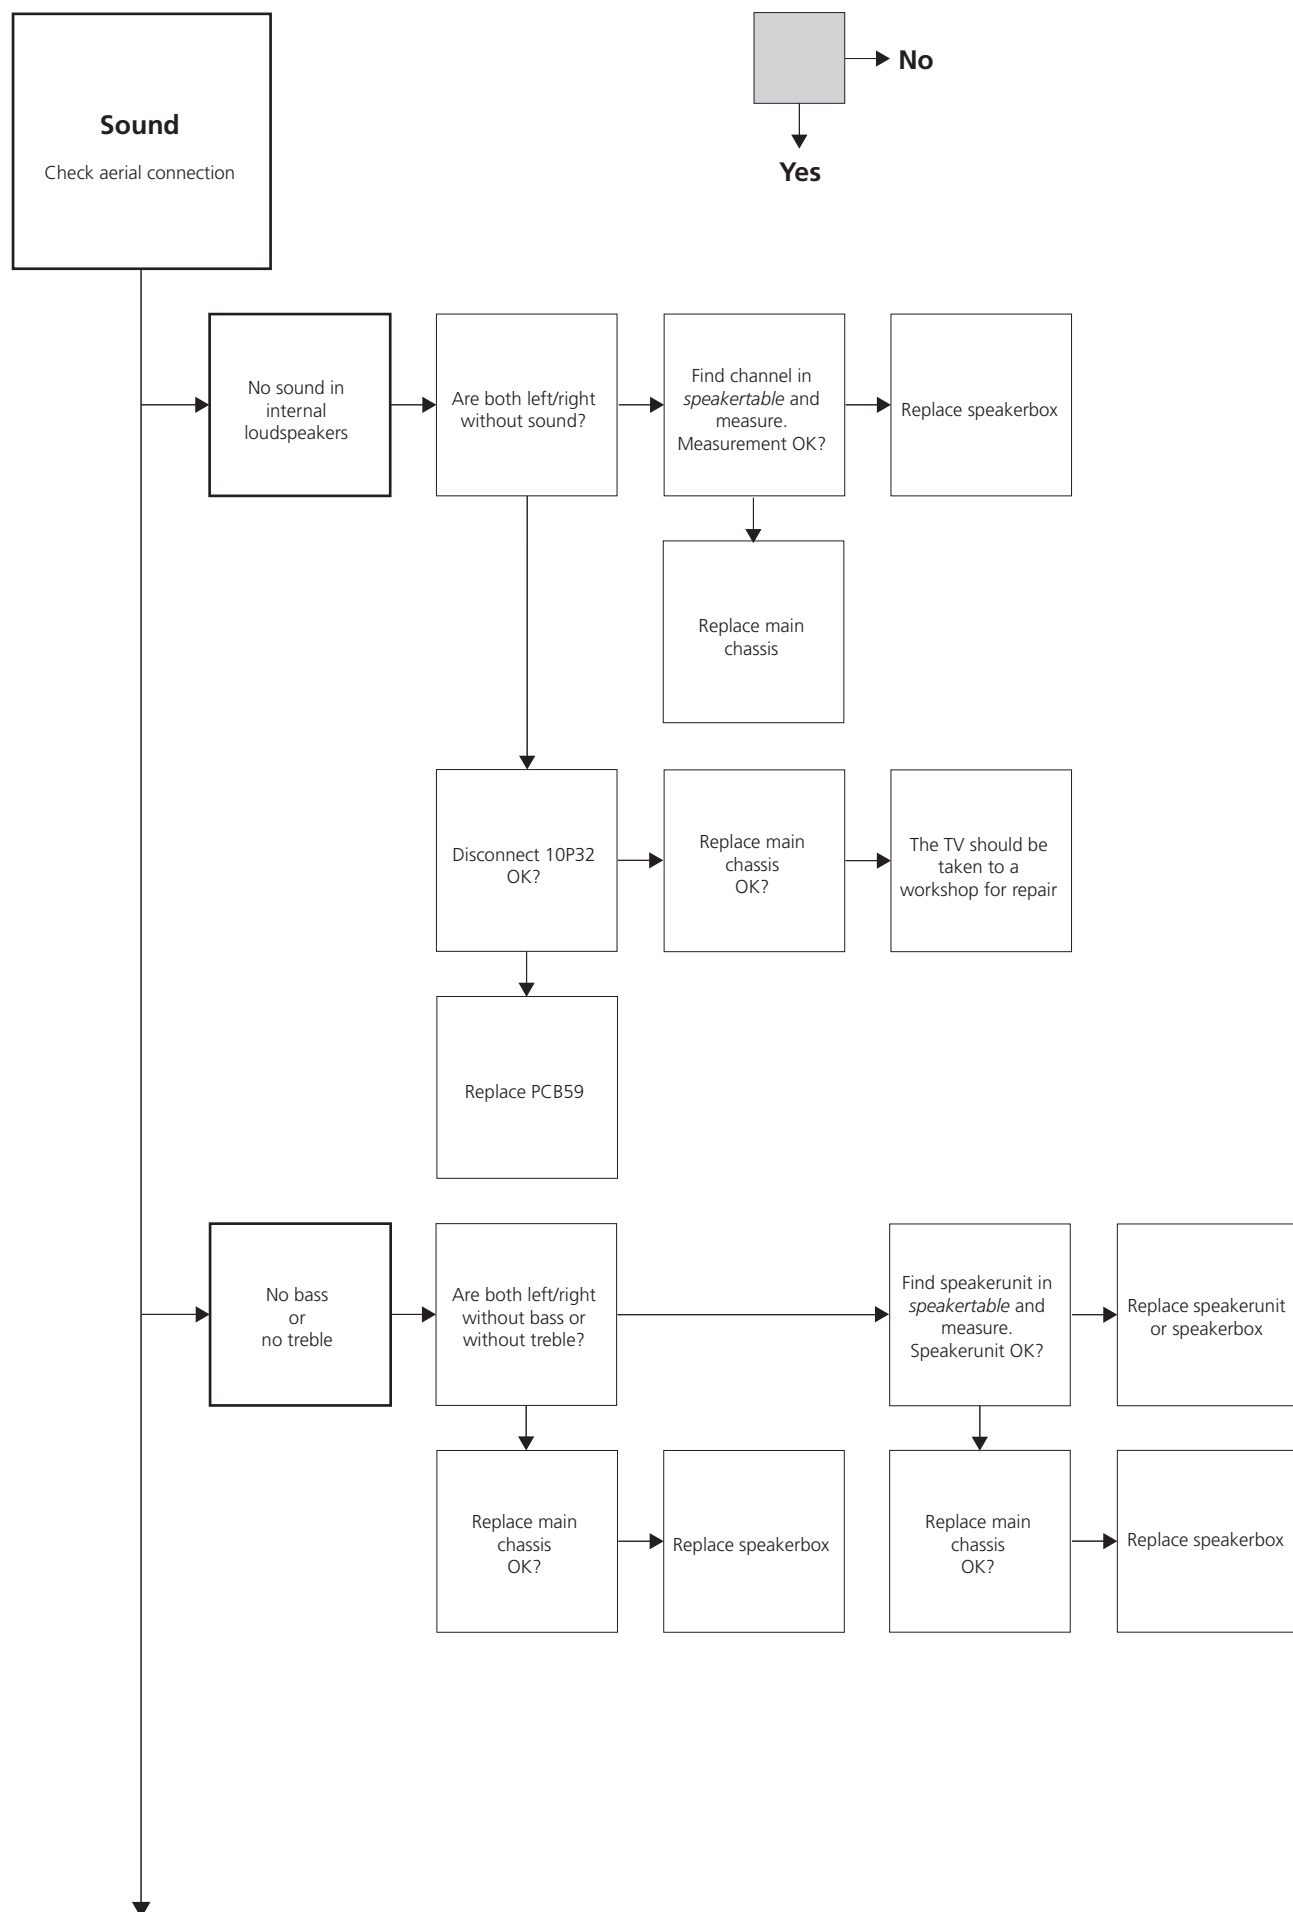 Sound
Check aerial connection
No
Yes
No sound in
internal
loudspeakers
Are both left/right
without sound?
Find channel in
speakertable and
measure.
Measurement OK?
Replace speakerbox
Replace main
chassis
Disconnect 10P32
OK?
Replace main
chassis
OK?
The TV should be
taken to a
workshop for repair
Replace PCB59
No bass
or
no treble
Are both left/right
without bass or
without treble?
Find speakerunit in
speakertable and
measure.
Speakerunit OK?
Replace speakerunit
or speakerbox
Replace main
chassis
OK?
Replace speakerbox
Replace main
chassis
OK?
Replace speakerbox